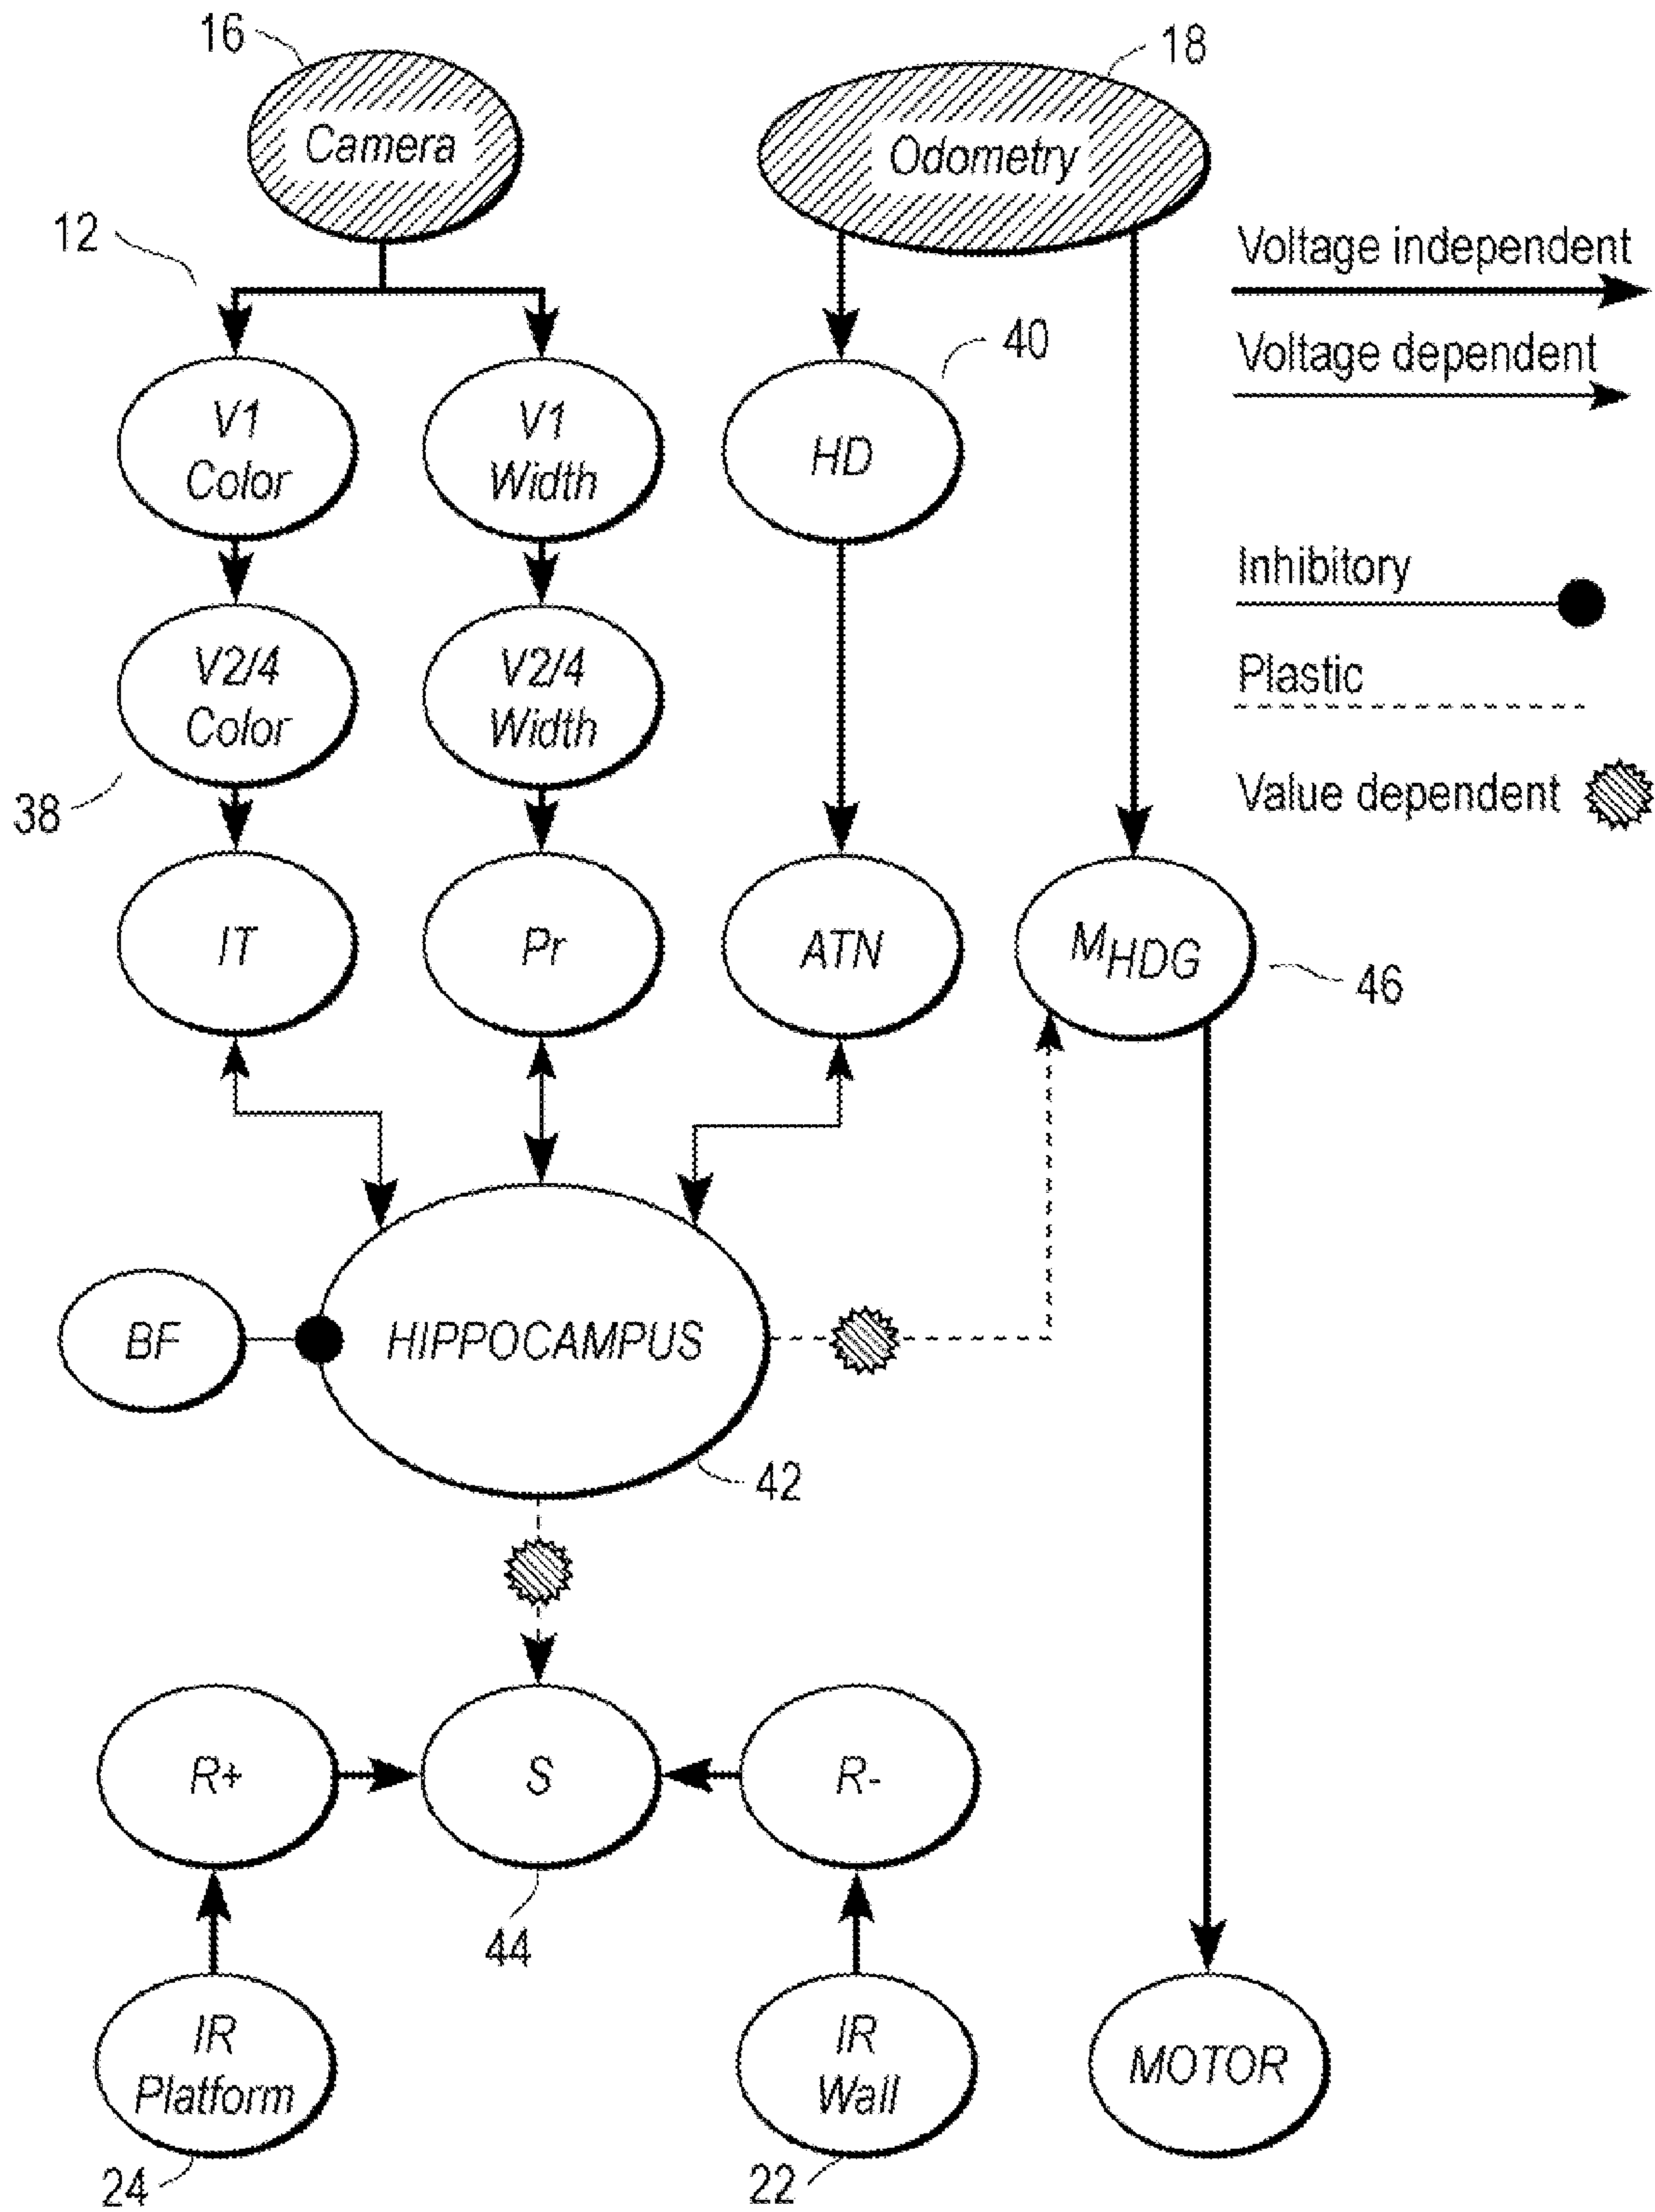 16
18
Camera
Odometry
12
Voltage independent
40
Voltage dependent
V1
Color
V1
Width
HD
Inhibitory
V2/4
Color
V2/4
Width
Plastic
38
Value dependent
IT
Pr
ATN
MHDG
46
BF
HIPPOCAMPUS
42
R+
S
R-
44
IR
Platform
IR
Wall
MOTOR
24
22